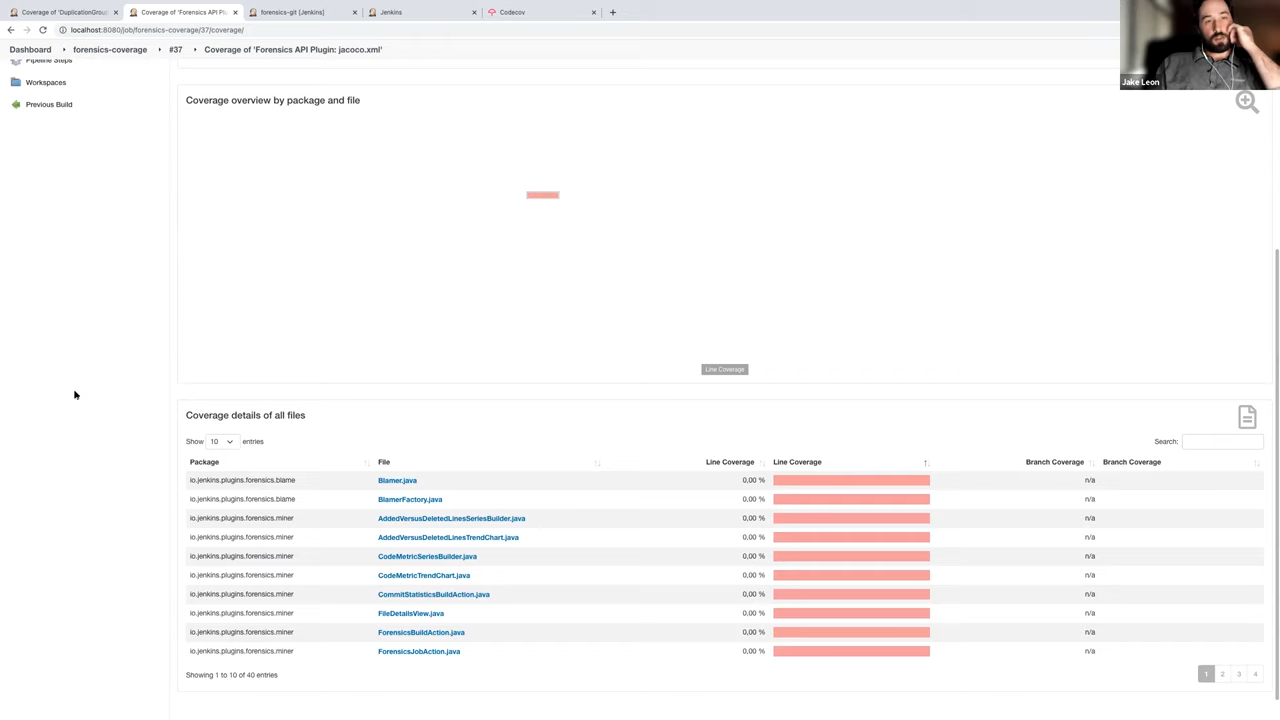 Coverage of 'DuplicationGrou
Coverage of 'Forensics API Pl
forensics-git [Jenkins]
Jenkins
Codecov
localhost:8080/job/forensics-coverage/37/coverage/
Dashboard forensics-coverage #37 Coverage of 'Forensics API Plugin: jacoco.xml'
Pipeline Steps
Workspaces
Previous Build
Jake Leon
Coverage overview by package and file
Line Coverage
Coverage details of all files
Show 10 entries
Search:
Package File Line Coverage Line Coverage Branch Coverage Branch Coverage
io.jenkins.plugins.forensics.blame Blamer.java 0,00 % n/a
io.jenkins.plugins.forensics.blame BlamerFactory.java 0,00 % n/a
io.jenkins.plugins.forensics.miner AddedVersusDeletedLinesSeriesBuilder.java 0,00 % n/a
io.jenkins.plugins.forensics.miner AddedVersusDeletedLinesTrendChart.java 0,00 % n/a
io.jenkins.plugins.forensics.miner CodeMetricSeriesBuilder.java 0,00 % n/a
io.jenkins.plugins.forensics.miner CodeMetricTrendChart.java 0,00 % n/a
io.jenkins.plugins.forensics.miner CommitStatisticsBuildAction.java 0,00 % n/a
io.jenkins.plugins.forensics.miner FileDetailsView.java 0,00 % n/a
io.jenkins.plugins.forensics.miner ForensicsBuildAction.java 0,00 % n/a
io.jenkins.plugins.forensics.miner ForensicsJobAction.java 0,00 % n/a
Showing 1 to 10 of 40 entries
1 2 3 4